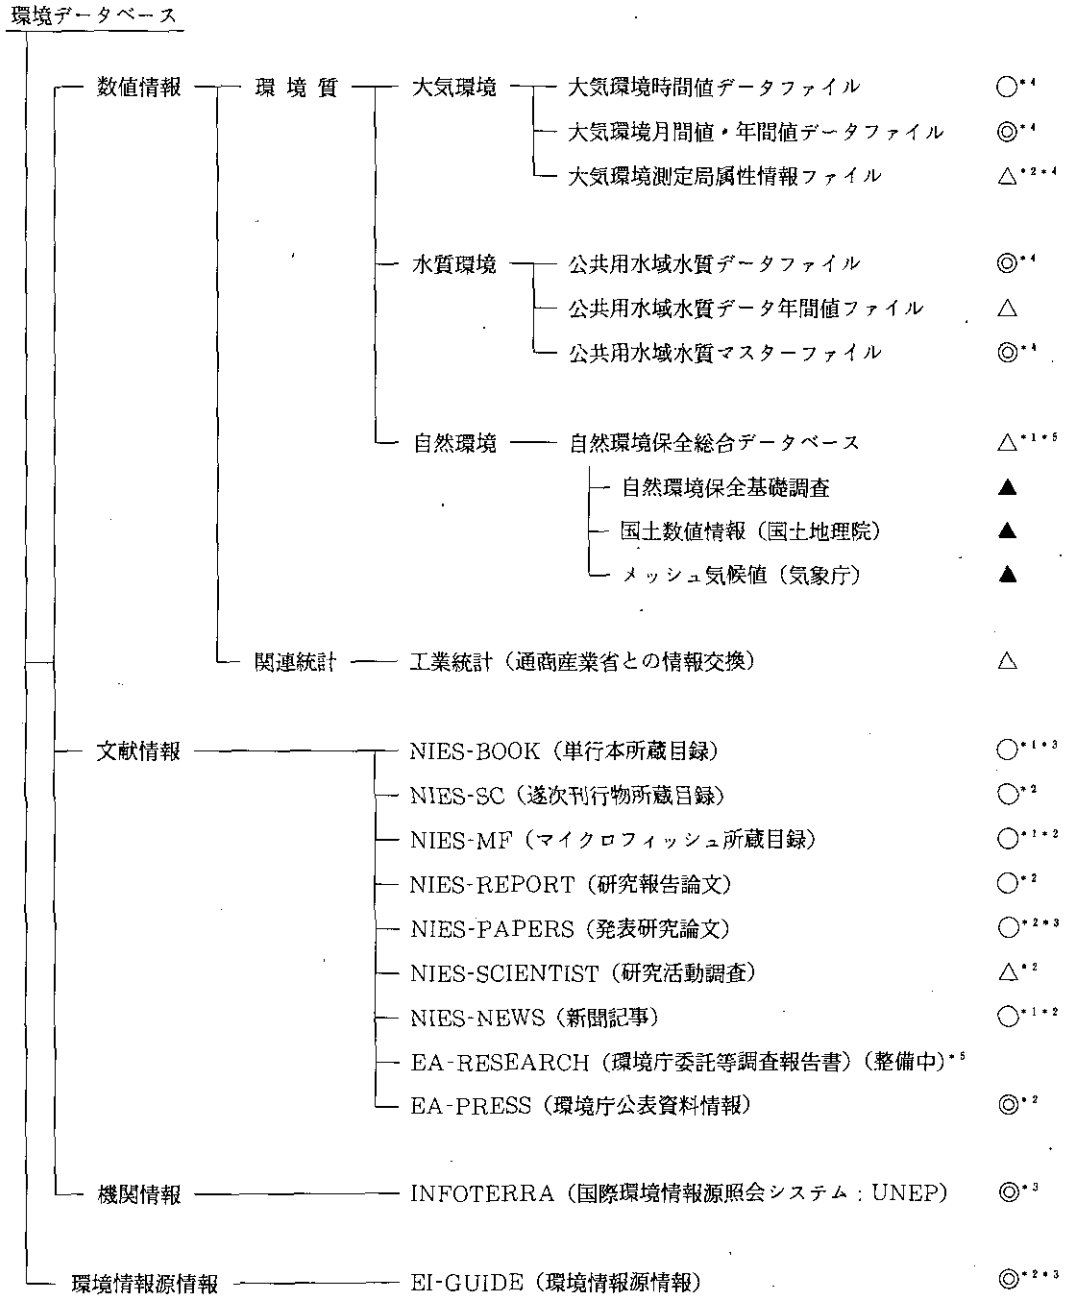 環境データベース
数値情報 環境質 大気環境 大気環境時間値データファイル ○*4
大気環境月間値・年間値データファイル ◎*4
大気環境測定局属性情報ファイル △*2*4
水質環境 公共用水域水質データファイル ◎*4
公共用水域水質データ年間値ファイル △
公共用水域水質マスターファイル ◎*4
自然環境 自然環境保全総合データベース △*1*5
自然環境保全基礎調査 ▲
国土数値情報（国土地理院） ▲
メッシュ気候値（気象庁） ▲
関連統計 工業統計（通商産業省との情報交換） △
文献情報 NIES-BOOK（単行本所蔵目録） ○*1*3
NIES-SC（逐次刊行物所蔵目録） ○*2
NIES-MF（マイクロフィッシュ所蔵目録） ○*1*2
NIES-REPORT（研究報告論文） ○*2
NIES-PAPERS（発表研究論文） ○*2*3
NIES-SCIENTIST（研究活動調査） △*2
NIES-NEWS（新聞記事） ○*1*2
EA-RESEARCH（環境庁委託等調査報告書）（整備中）*5
EA-PRESS（環境庁公表資料情報） ◎*2
機関情報 INFOTERRA（国際環境情報源照会システム：UNEP） ◎*3
環境情報源情報 EI-GUIDE（環境情報源情報） ◎*2*3